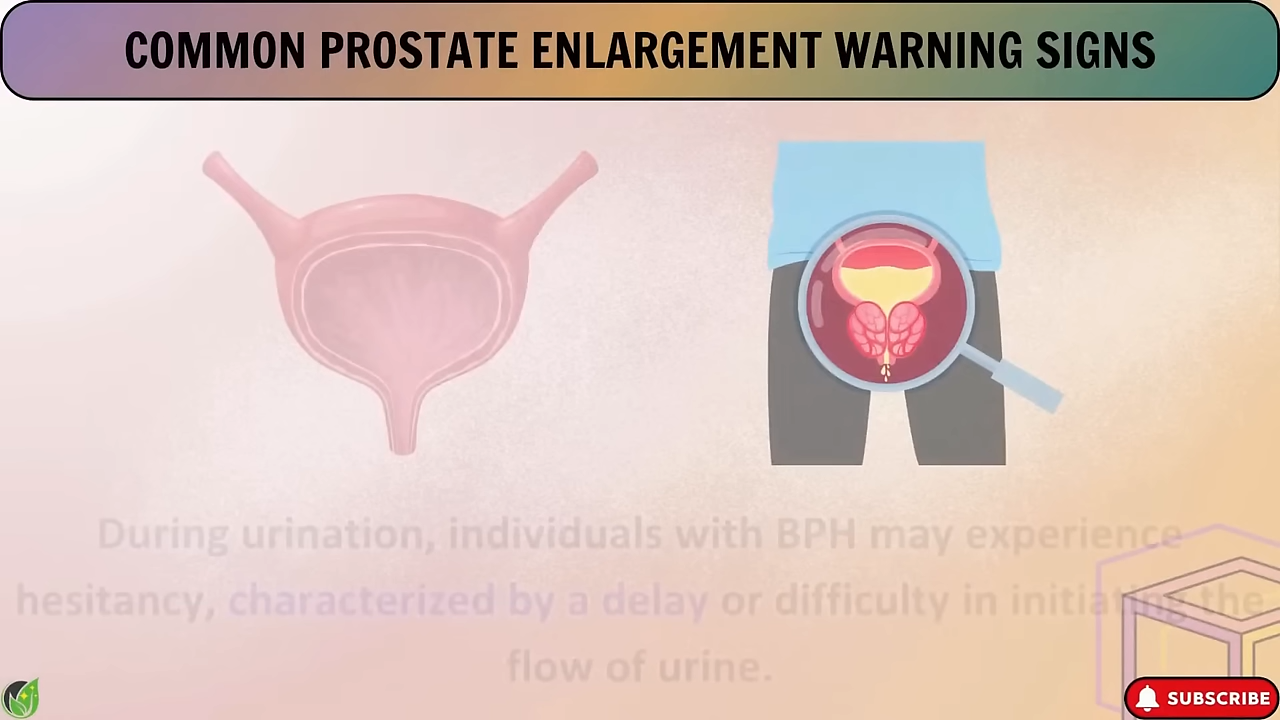 COMMON PROSTATE ENLARGEMENT WARNING SIGNS
During urination, individuals with BPH may experience
hesitancy, characterized by a delay or difficulty in initiating the
flow of urine.
SUBSCRIBE